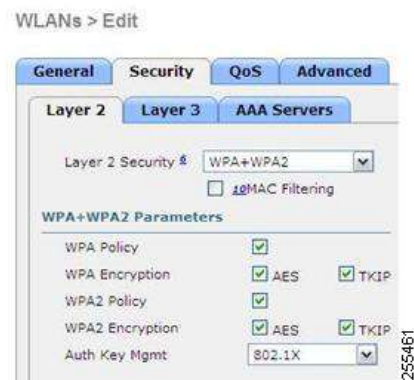 WLANs > Edit
General Security QoS Advanced
Layer 2 Layer 3 AAA Servers
Layer 2 Security 6 WPA+WPA2
10MAC Filtering
WPA+WPA2 Parameters
WPA Policy
WPA Encryption AES TKIP
WPA2 Policy
WPA2 Encryption AES TKIP
Auth Key Mgmt 802.1X
255461